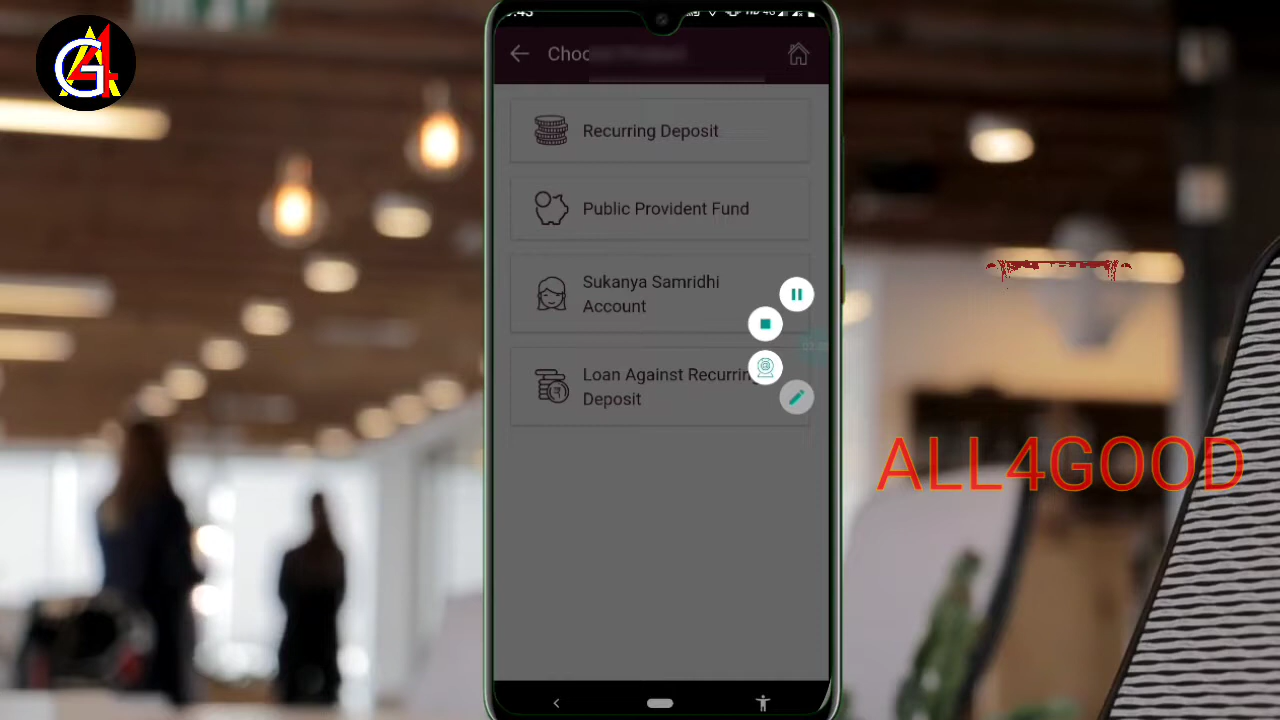 Choo
Recurring Deposit
Public Provident Fund
Sukanya Samridhi
Account
Loan Against Recurring
Deposit
ALL4GOOD